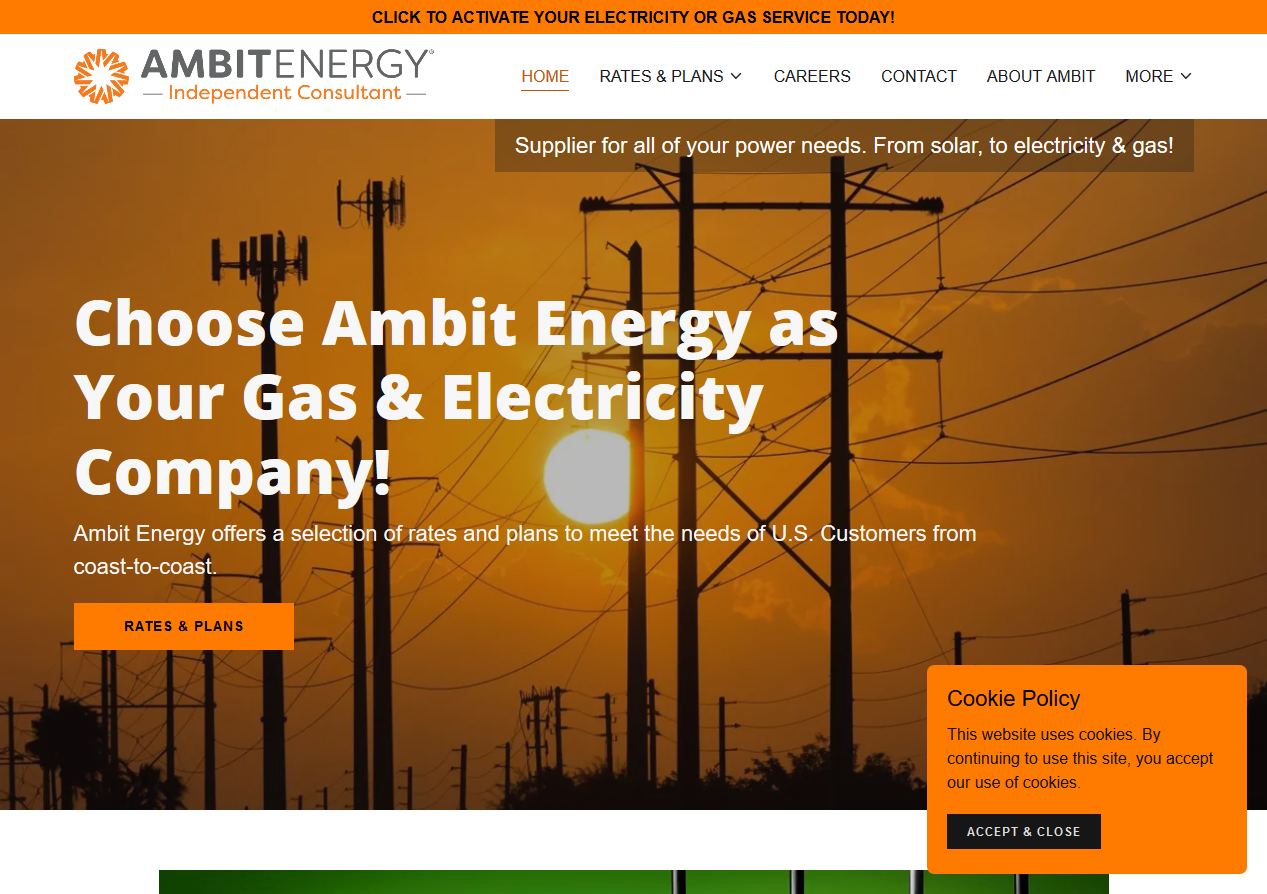 CLICK TO ACTIVATE YOUR ELECTRICITY OR GAS SERVICE TODAY!
AMBITENERGY®
— Independent Consultant —
HOME
RATES & PLANS
CAREERS
CONTACT
ABOUT AMBIT
MORE
Supplier for all of your power needs. From solar, to electricity & gas!
Choose Ambit Energy as
Your Gas & Electricity
Company!
Ambit Energy offers a selection of rates and plans to meet the needs of U.S. Customers from
coast-to-coast.
RATES & PLANS
Cookie Policy
This website uses cookies. By
continuing to use this site, you accept
our use of cookies.
ACCEPT & CLOSE